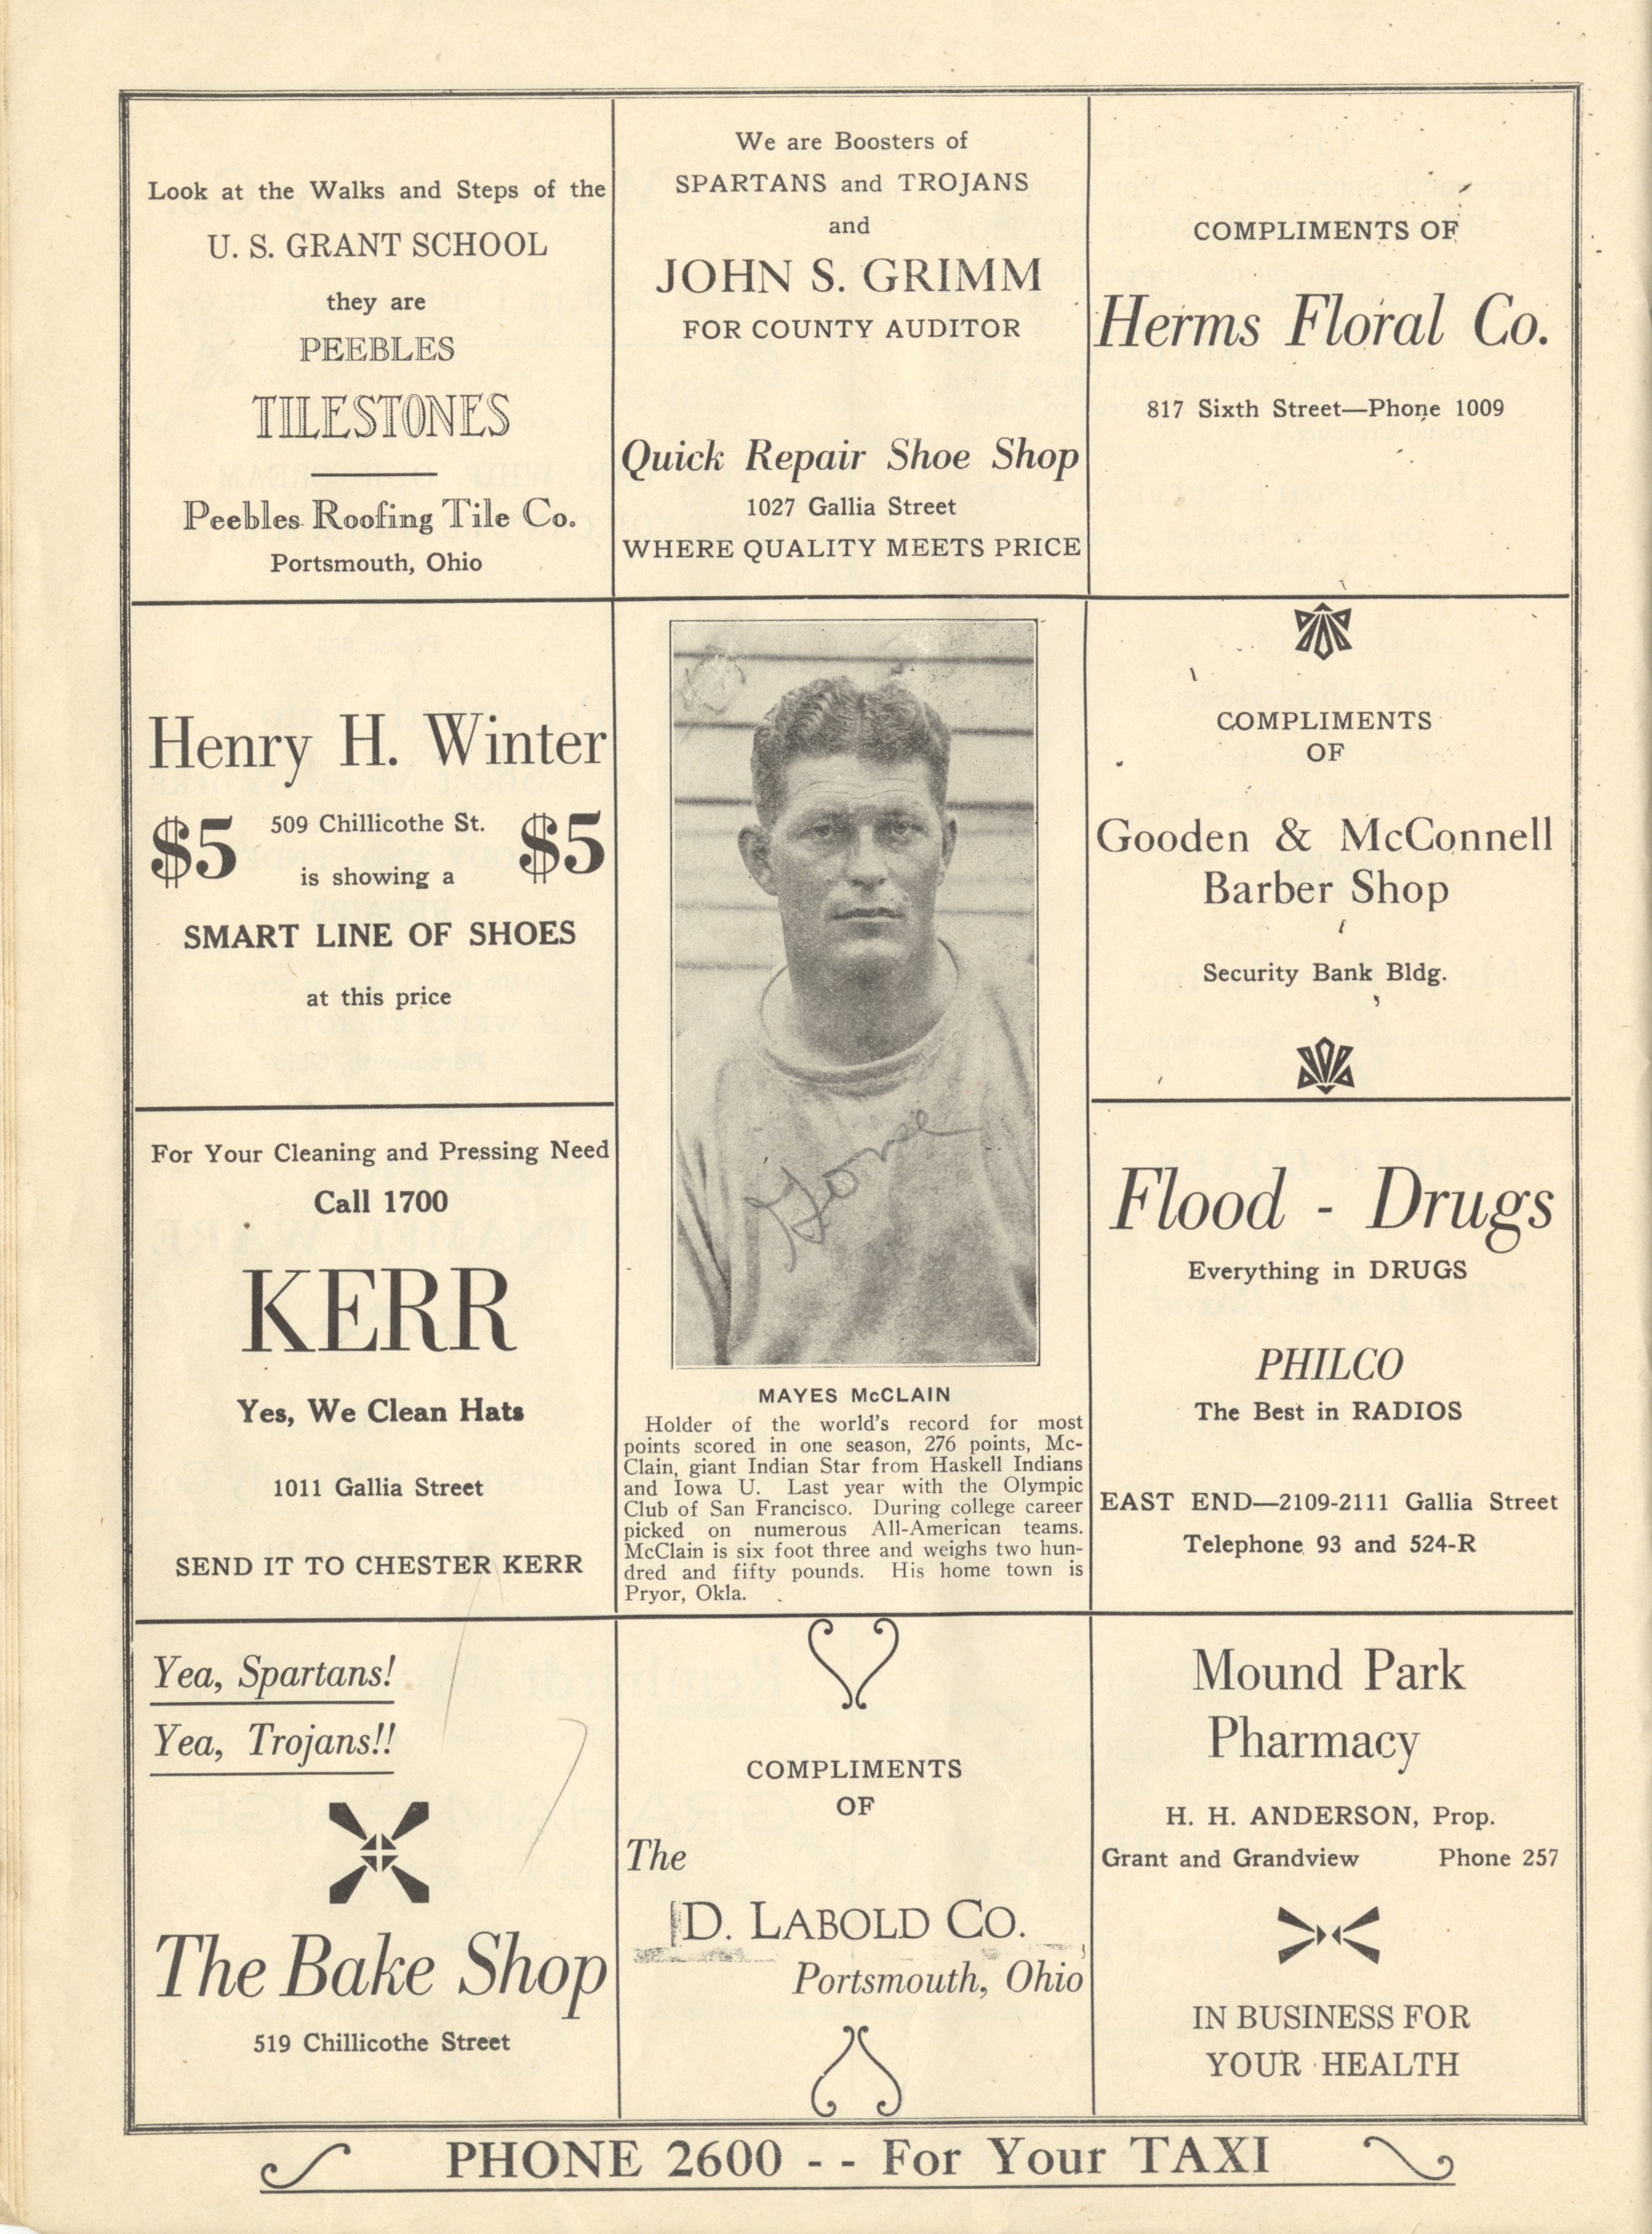 Look at the Walks and Steps of the
U. S. GRANT SCHOOL
they are
PEEBLES
TILESTONES
Peebles Roofing Tile Co.
Portsmouth, Ohio
We are Boosters of
SPARTANS and TROJANS
and
JOHN S. GRIMM
FOR COUNTY AUDITOR
Quick Repair Shoe Shop
1027 Gallia Street
WHERE QUALITY MEETS PRICE
COMPLIMENTS OF
Herms Floral Co.
817 Sixth Street—Phone 1009
Henry H. Winter
$5 509 Chillicothe St. $5
is showing a
SMART LINE OF SHOES
at this price
For Your Cleaning and Pressing Need
Call 1700
KERR
Yes, We Clean Hats
1011 Gallia Street
SEND IT TO CHESTER KERR
Gone
MAYES McCLAIN
Holder of the world's record for most
points scored in one season, 276 points, Mc-
Clain, giant Indian Star from Haskell Indians
and Iowa U. Last year with the Olympic
Club of San Francisco. During college career
picked on numerous All-American teams.
McClain is six foot three and weighs two hun-
dred and fifty pounds. His home town is
Pryor, Okla.
COMPLIMENTS
OF
Gooden & McConnell
Barber Shop
Security Bank Bldg.
Flood - Drugs
Everything in DRUGS
PHILCO
The Best in RADIOS
EAST END—2109-2111 Gallia Street
Telephone 93 and 524-R
Yea, Spartans!
Yea, Trojans!!
The Bake Shop
519 Chillicothe Street
COMPLIMENTS
OF
The
D. LABOLD CO.
Portsmouth, Ohio
Mound Park
Pharmacy
H. H. ANDERSON, Prop.
Grant and Grandview Phone 257
IN BUSINESS FOR
YOUR HEALTH
PHONE 2600 - - For Your TAXI